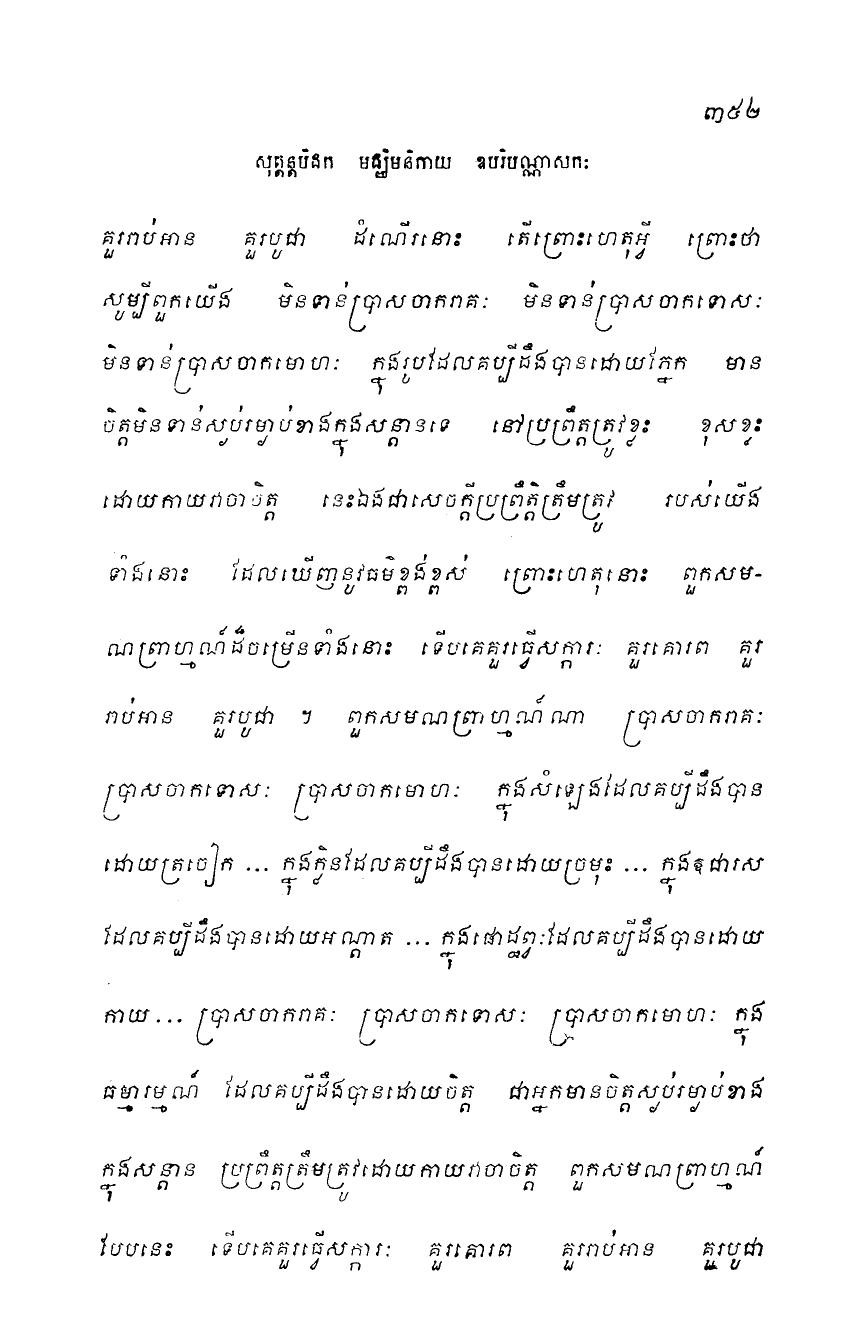 ៣៥២
សុត្តន្តបិដក មជ្ឈិមនិកាយ ឧបរិបណ្ណាសកៈ
គួររាប់អាន គួរបូជា ដំណើរនោះ តើព្រោះហេតុអ្វី ព្រោះថា
សូម្បីពួកយើង មិនទាន់ប្រាសចាករាគៈ មិនទាន់ប្រាសចាកទោសៈ
មិនទាន់ប្រាសចាកមោហៈ ក្នុងរូបដែលគប្បីដឹងបានដោយភ្នែក មាន
ចិត្តមិនទាន់ស្ងប់រម្ងាប់ខាងក្នុងសន្តានទេ នៅប្រព្រឹត្តត្រូវខ្លះ ខុសខ្លះ
ដោយកាយវាចាចិត្ត នេះឯងជាសេចក្តីប្រព្រឹត្តិត្រឹមត្រូវ របស់យើង
ទាំងនោះ ដែលឃើញនូវធម៌ខ្ពង់ខ្ពស់ ព្រោះហេតុនោះ ពួកសម-
ណព្រាហ្មណ៍ដ៏ចម្រើនទាំងនោះ ទើបគេគួរធ្វើសក្ការៈ គួរគោរព គួរ
រាប់អាន គួរបូជា ។ ពួកសមណព្រាហ្មណ៍ណា ប្រាសចាករាគៈ
ប្រាសចាកទោសៈ ប្រាសចាកមោហៈ ក្នុងសំឡេងដែលគប្បីដឹងបាន
ដោយត្រចៀក ... ក្នុងក្លិនដែលគប្បីដឹងបានដោយច្រមុះ ... ក្នុងឱជារស
ដែលគប្បីដឹងបានដោយអណ្តាត ... ក្នុងផោដ្ឋព្វៈដែលគប្បីដឹងបានដោយ
កាយ ... ប្រាសចាករាគៈ ប្រាសចាកទោសៈ ប្រាសចាកមោហៈ ក្នុង
ធម្មារម្មណ៍ ដែលគប្បីដឹងបានដោយចិត្ត ជាអ្នកមានចិត្តស្ងប់រម្ងាប់ខាង
ក្នុងសន្តាន ប្រព្រឹត្តត្រឹមត្រូវដោយកាយវាចាចិត្ត ពួកសមណព្រាហ្មណ៍
បែបនេះ ទើបគេគួរធ្វើសក្ការៈ គួរគោរព គួររាប់អាន គួរបូជា